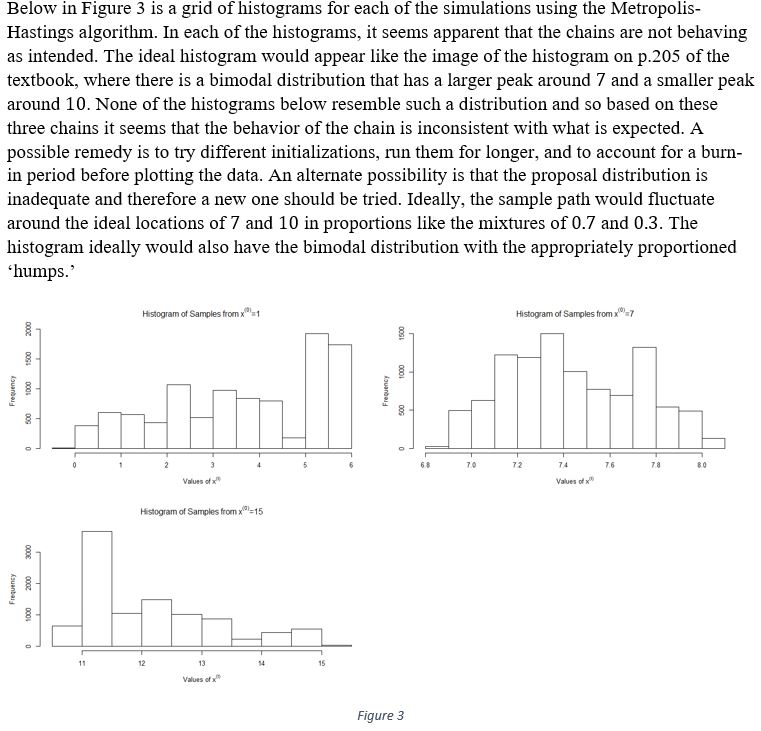 Below in Figure 3 is a grid of histograms for each of the simulations using the Metropolis-
Hastings algorithm. In each of the histograms, it seems apparent that the chains are not behaving
as intended. The ideal histogram would appear like the image of the histogram on p.205 of the
textbook, where there is a bimodal distribution that has a larger peak around 7 and a smaller peak
around 10. None of the histograms below resemble such a distribution and so based on these
three chains it seems that the behavior of the chain is inconsistent with what is expected. A
possible remedy is to try different initializations, run them for longer, and to account for a burn-
in period before plotting the data. An alternate possibility is that the proposal distribution is
inadequate and therefore a new one should be tried. Ideally, the sample path would fluctuate
around the ideal locations of 7 and 10 in proportions like the mixtures of 0.7 and 0.3. The
histogram ideally would also have the bimodal distribution with the appropriately proportioned
‘humps.’
Histogram of Samples from x⁽⁰⁾=1
Frequency
0 500 1000 1500 2000
0 1 2 3 4 5 6
Values of x⁽ᵗ⁾
Histogram of Samples from x⁽⁰⁾=7
Frequency
0 500 1000 1500
6.8 7.0 7.2 7.4 7.6 7.8 8.0
Values of x⁽ᵗ⁾
Histogram of Samples from x⁽⁰⁾=15
Frequency
0 1000 2000 3000
11 12 13 14 15
Values of x⁽ᵗ⁾
Figure 3